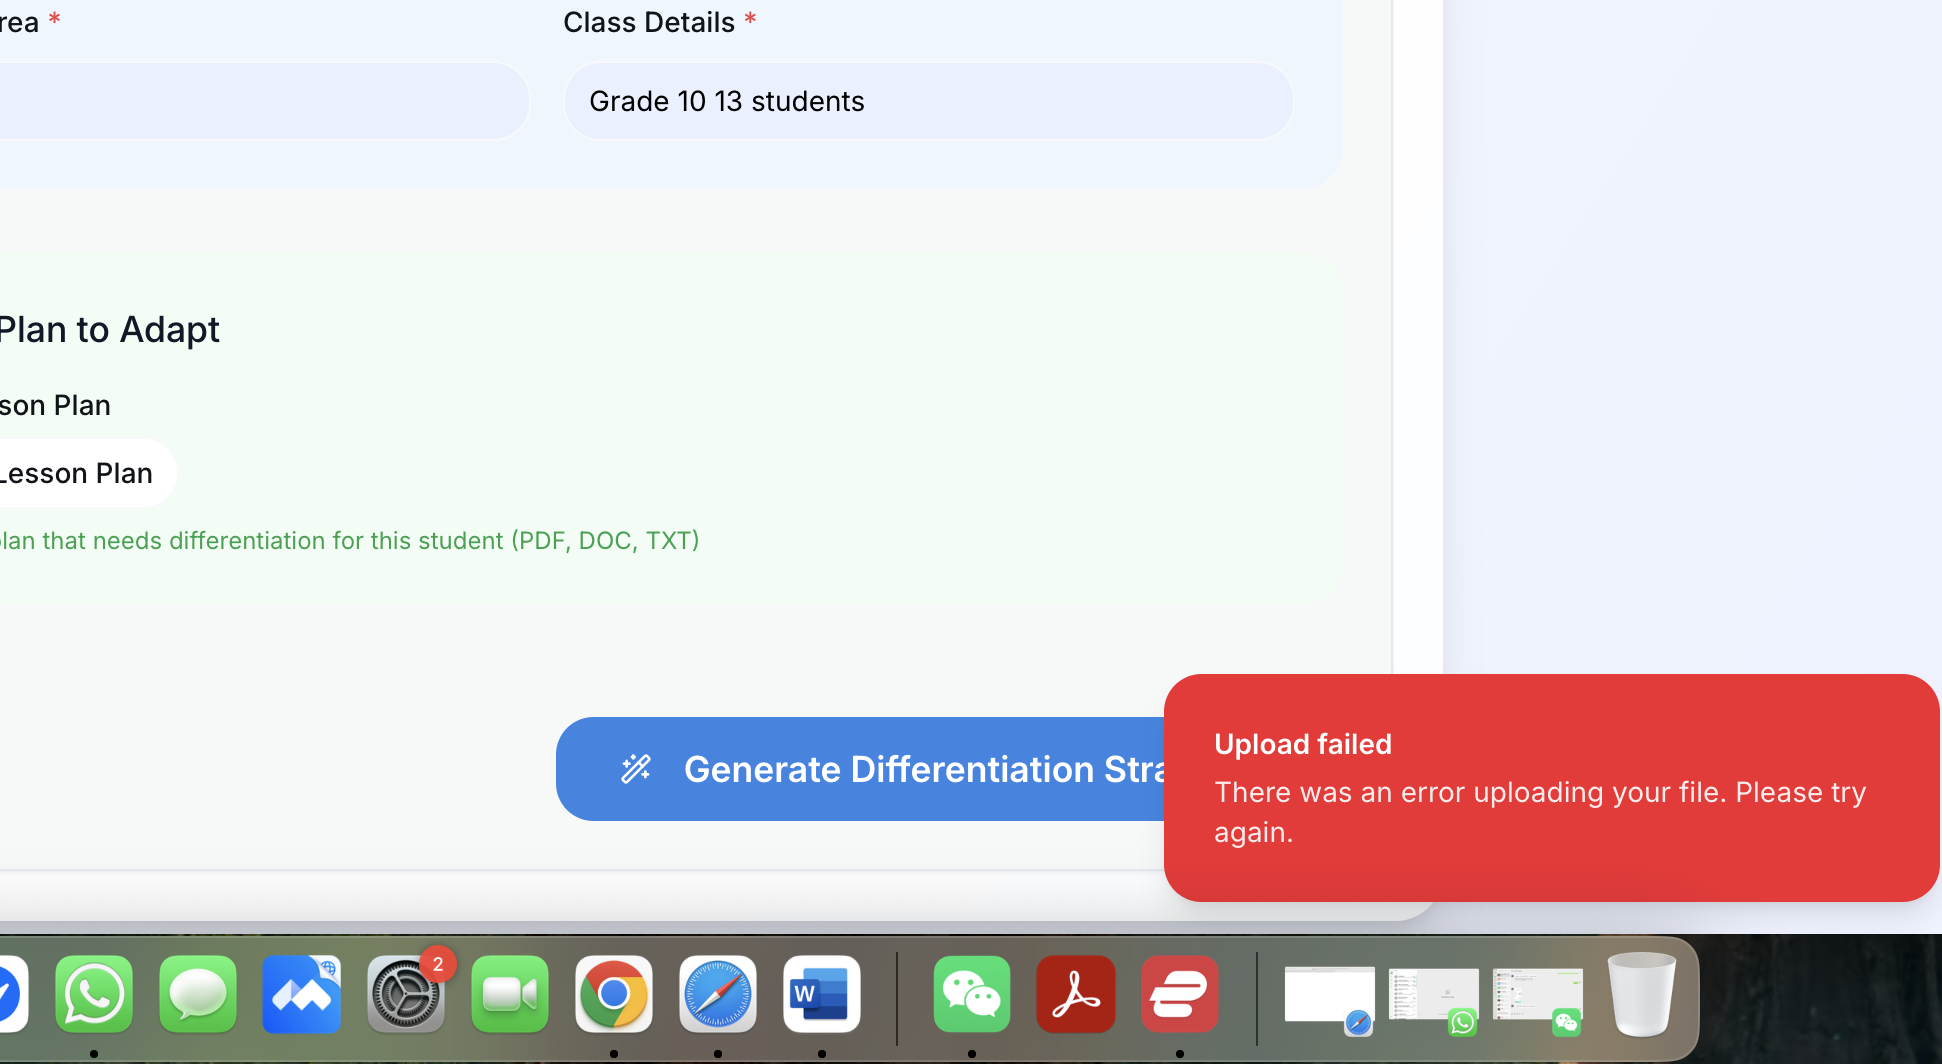 rea *
Class Details *
Grade 10 13 students
Plan to Adapt
son Plan
Lesson Plan
plan that needs differentiation for this student (PDF, DOC, TXT)
Generate Differentiation Stra
Upload failed
There was an error uploading your file. Please try
again.
2
W